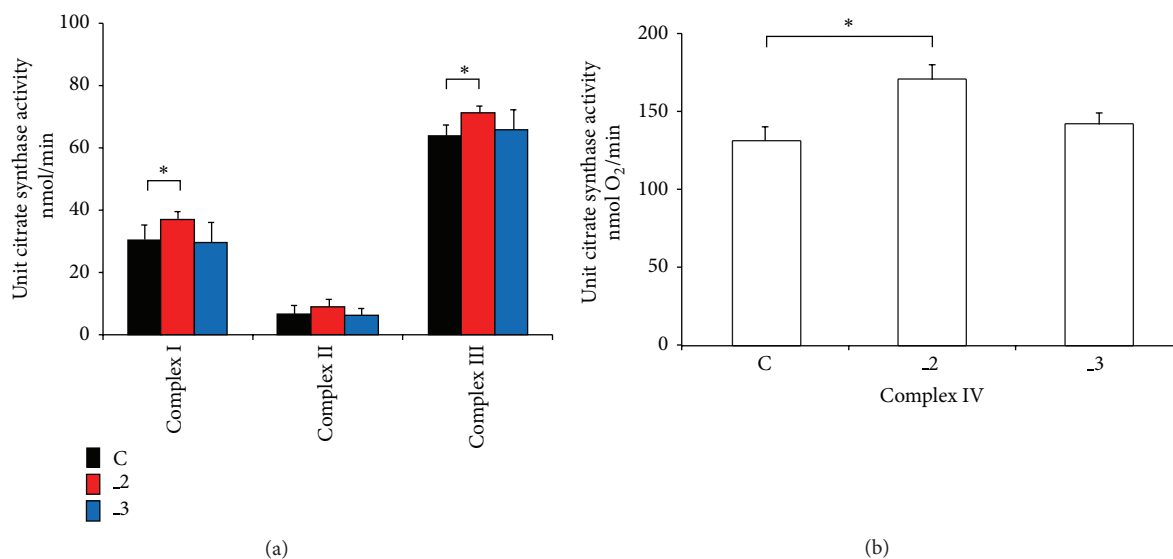 Unit citrate synthase activity
nmol/min
100
80
60
40
20
0
*
*
Complex I
Complex II
Complex III
C
_2
_3
(a)
Unit citrate synthase activity
nmol O₂/min
200
150
100
50
0
*
C
_2
_3
Complex IV
(b)